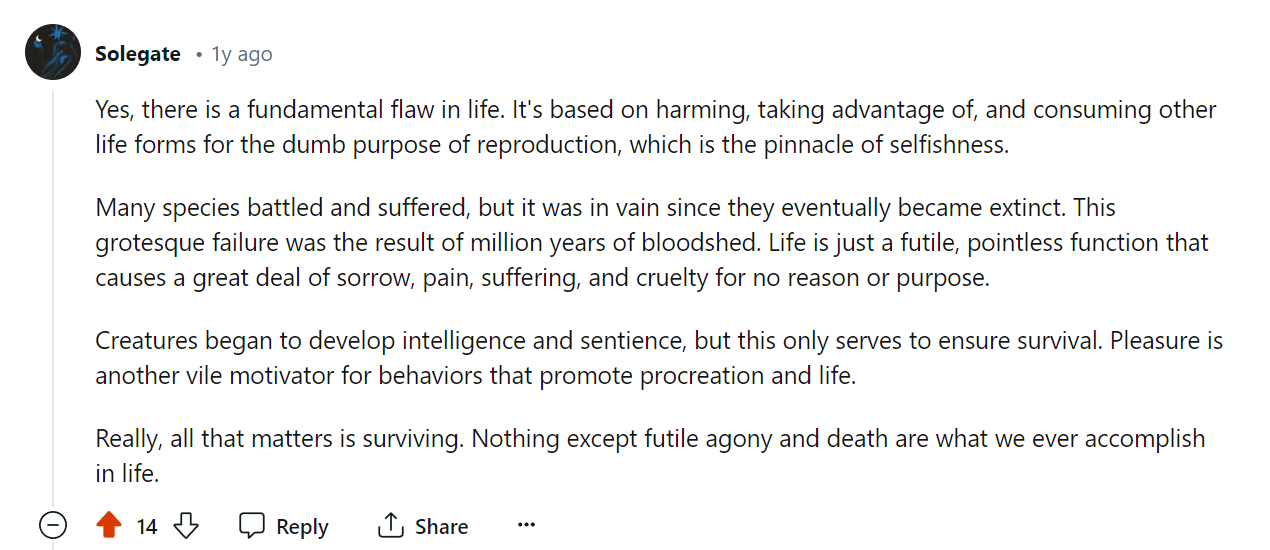 Solegate • 1y ago
Yes, there is a fundamental flaw in life. It's based on harming, taking advantage of, and consuming other
life forms for the dumb purpose of reproduction, which is the pinnacle of selfishness.
Many species battled and suffered, but it was in vain since they eventually became extinct. This
grotesque failure was the result of million years of bloodshed. Life is just a futile, pointless function that
causes a great deal of sorrow, pain, suffering, and cruelty for no reason or purpose.
Creatures began to develop intelligence and sentience, but this only serves to ensure survival. Pleasure is
another vile motivator for behaviors that promote procreation and life.
Really, all that matters is surviving. Nothing except futile agony and death are what we ever accomplish
in life.
14 Reply Share ...